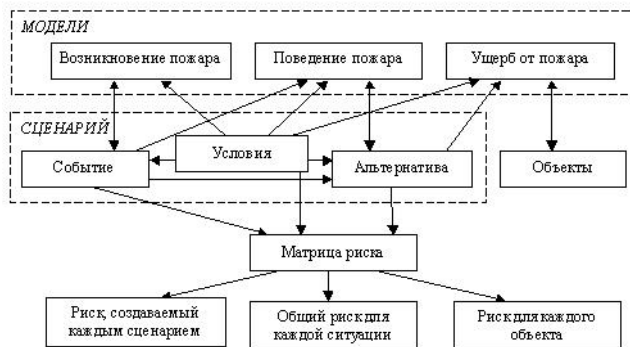 МОДЕЛИ
Возникновение пожара
Поведение пожара
Ущерб от пожара
СЦЕНАРИЙ
Условия
Событие
Альтернатива
Объекты
Матрица риска
Риск, создаваемый
каждым сценарием
Общий риск для
каждой ситуации
Риск для каждого
объекта